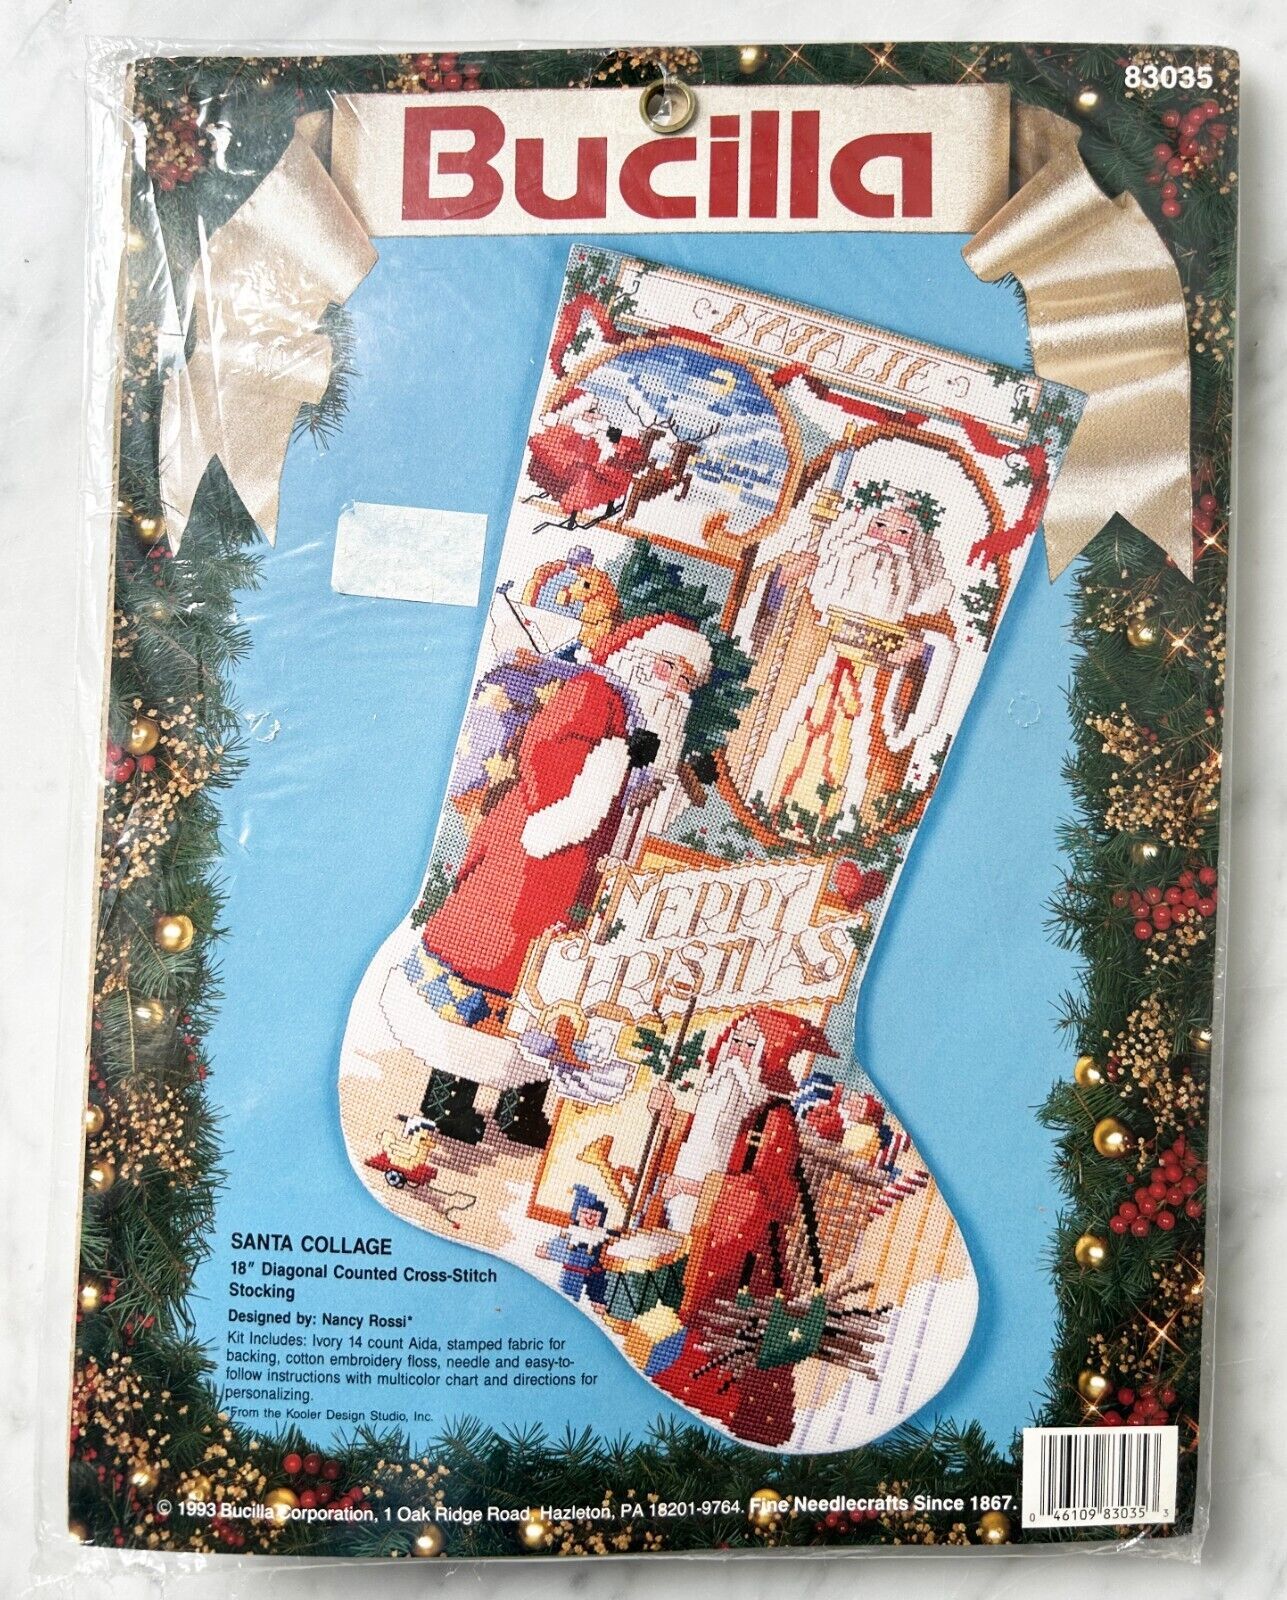 83035
Bucilla
NATALIE
MERRY
CHRISTMAS
SANTA COLLAGE
18" Diagonal Counted Cross-Stitch
Stocking
Designed by: Nancy Rossi*
Kit Includes: Ivory 14 count Aida, stamped fabric for
backing, cotton embroidery floss, needle and easy-to-
follow instructions with multicolor chart and directions for
personalizing.
*From the Kooler Design Studio, Inc.
© 1993 Bucilla Corporation, 1 Oak Ridge Road, Hazleton, PA 18201-9764. Fine Needlecrafts Since 1867.
0 46109 83035 3